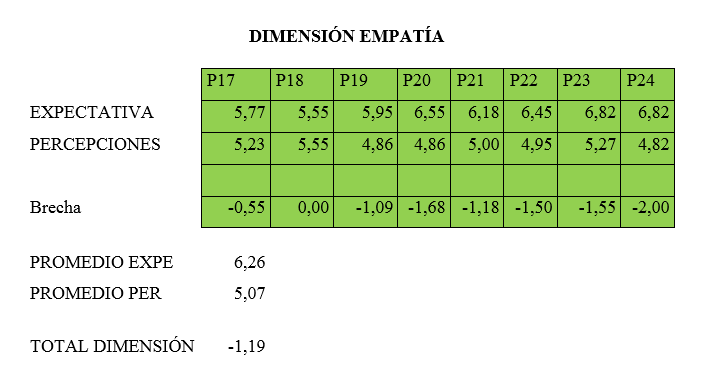 DIMENSIÓN EMPATÍA
P17 P18 P19 P20 P21 P22 P23 P24
EXPECTATIVA 5,77 5,55 5,95 6,55 6,18 6,45 6,82 6,82
PERCEPCIONES 5,23 5,55 4,86 4,86 5,00 4,95 5,27 4,82
Brecha -0,55 0,00 -1,09 -1,68 -1,18 -1,50 -1,55 -2,00
PROMEDIO EXPE 6,26
PROMEDIO PER 5,07
TOTAL DIMENSIÓN -1,19